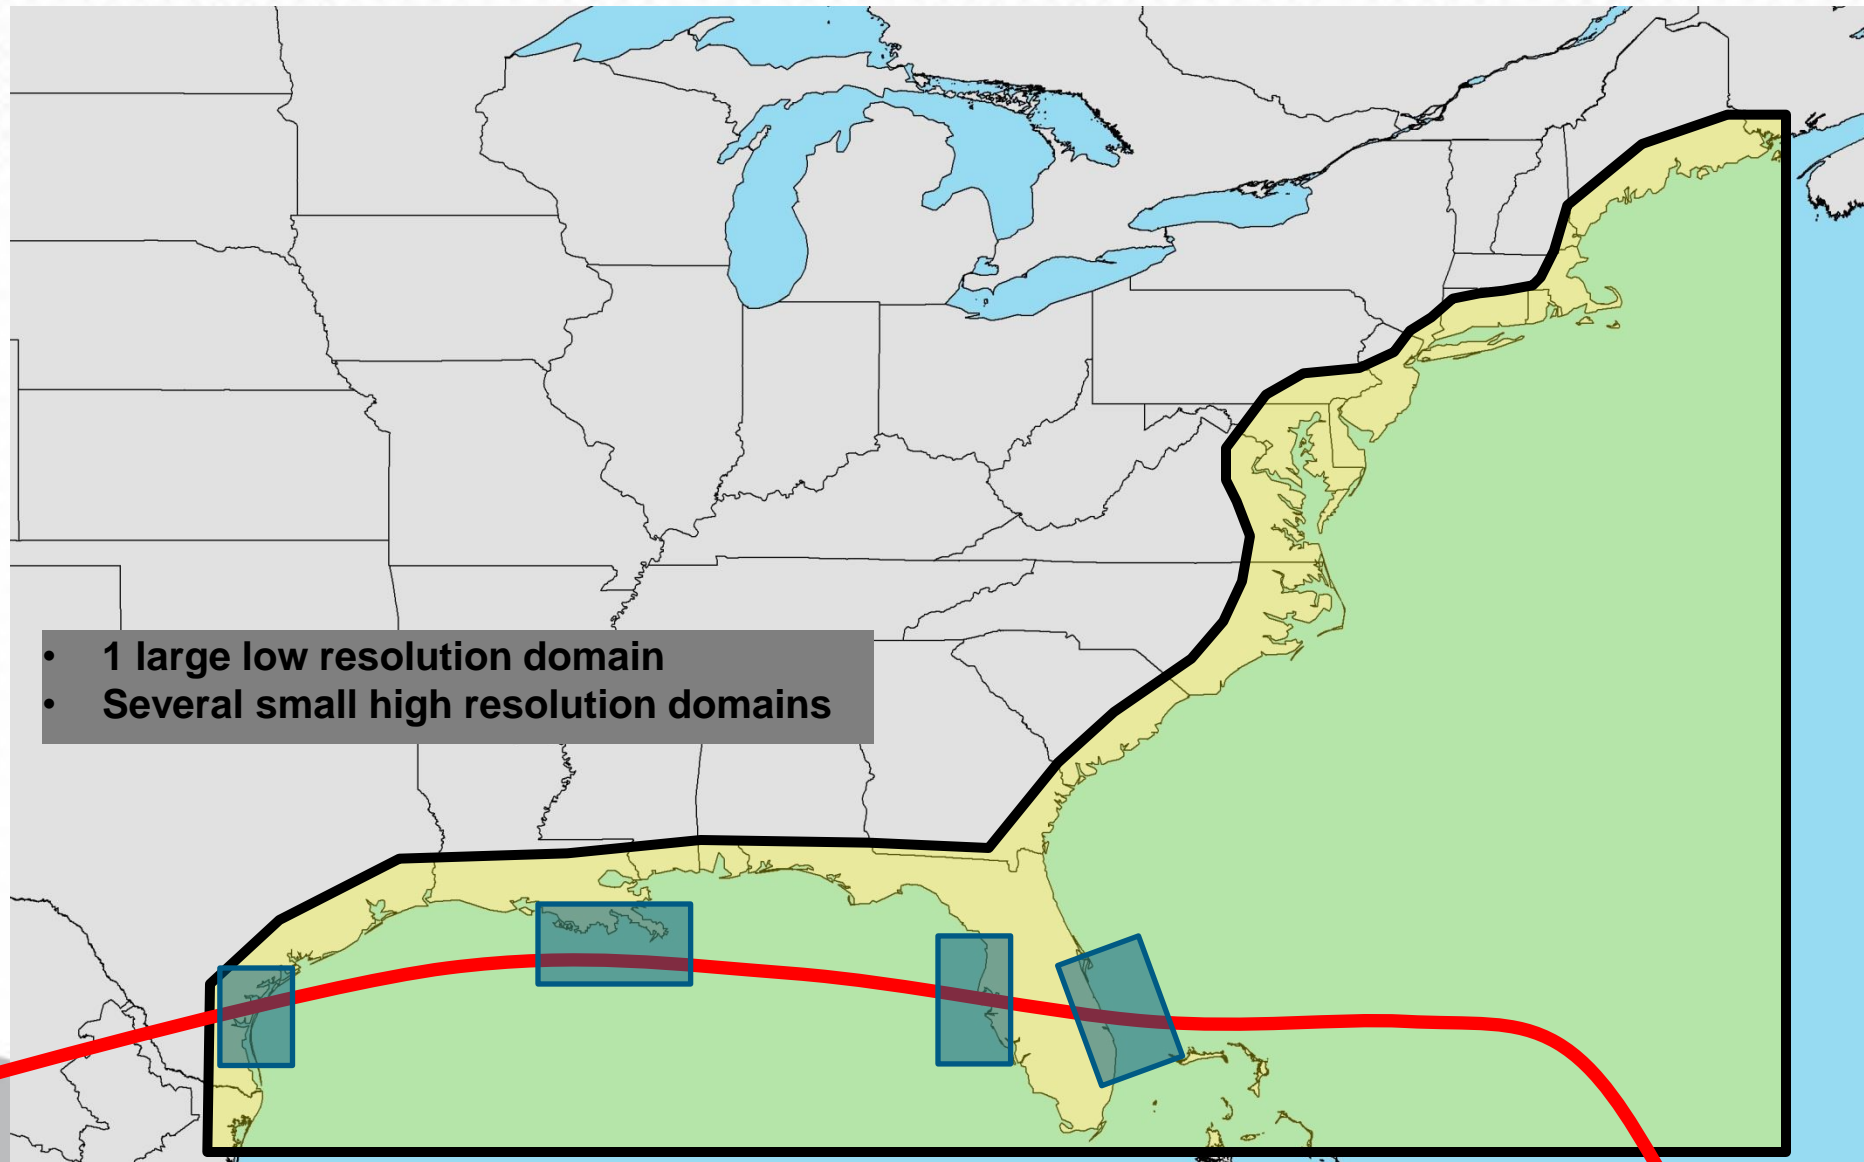 • 1 large low resolution domain
• Several small high resolution domains